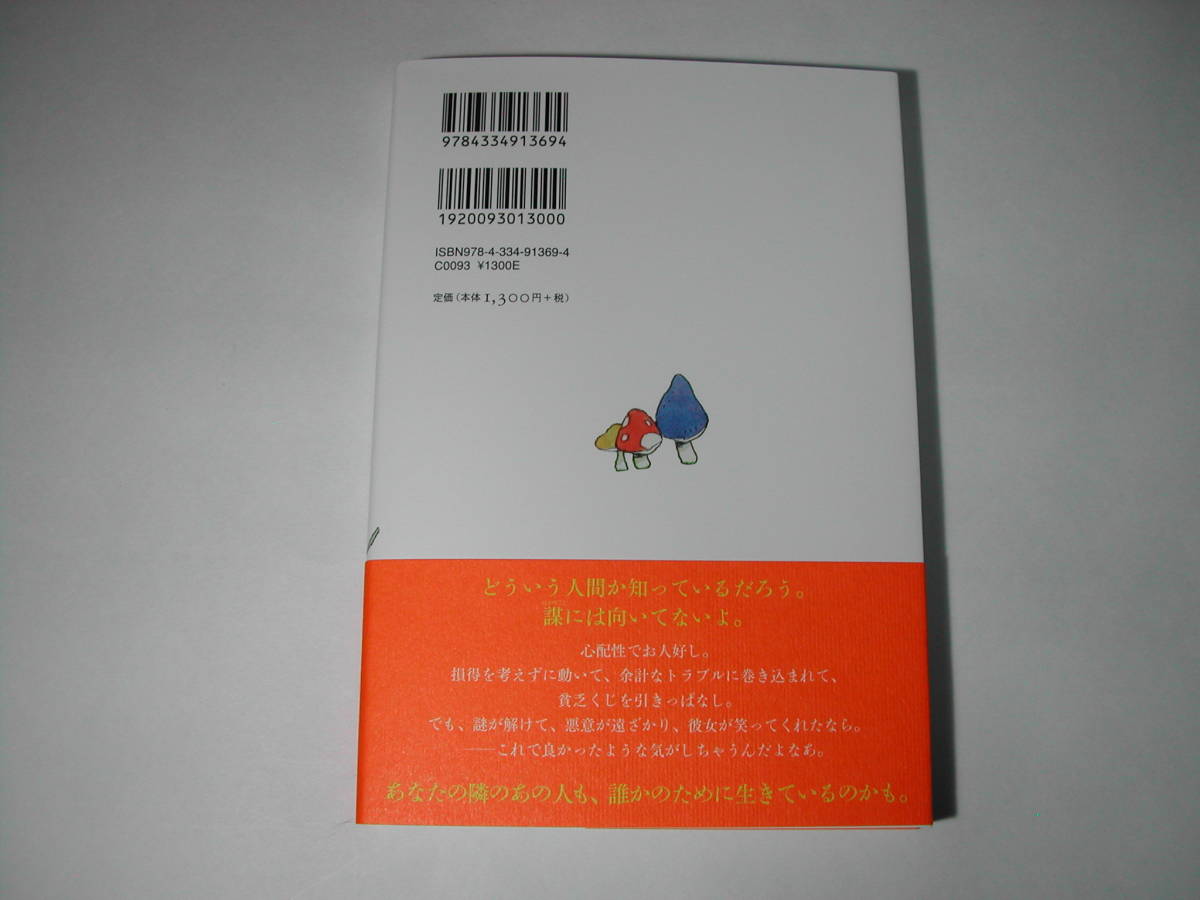 9784334913694
1920093013000
ISBN978-4-334-91369-4
C0093 ¥1300E
定価(本体1,300円+税)
どういう人間か知っているだろう。
謀には向いてないよ。
心配性でお人好し。
損得を考えずに動いて、余計なトラブルに巻き込まれて、
貧乏くじを引きっぱなし。
でも、謎が解けて、悪意が遠ざかり、彼女が笑ってくれたなら。
――これで良かったような気がしちゃうんだよなあ。
あなたの隣のあの人も、誰かのために生きているのかも。